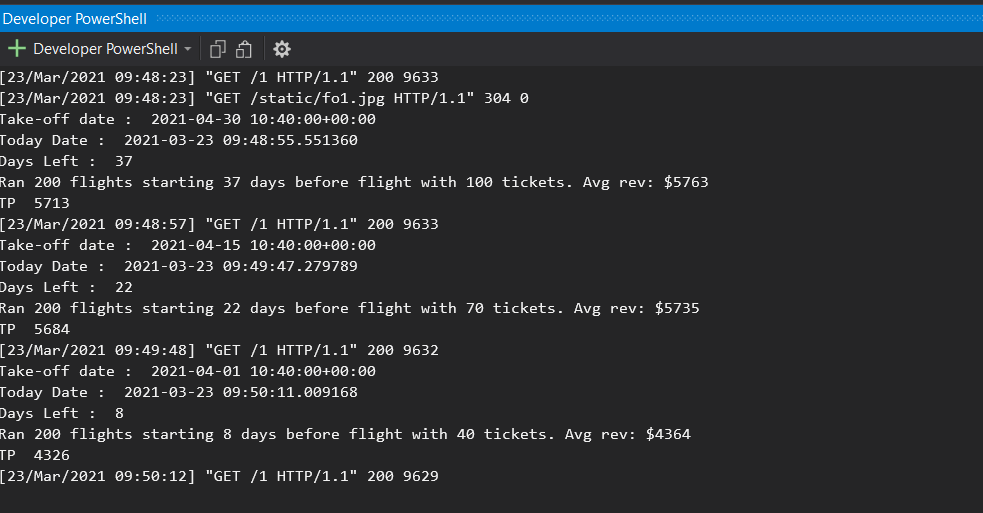 Developer PowerShell
Developer PowerShell
[23/Mar/2021 09:48:23] "GET /1 HTTP/1.1" 200 9633
[23/Mar/2021 09:48:23] "GET /static/fo1.jpg HTTP/1.1" 304 0
Take-off date :  2021-04-30 10:40:00+00:00
Today Date :  2021-03-23 09:48:55.551360
Days Left :  37
Ran 200 flights starting 37 days before flight with 100 tickets. Avg rev: $5763
TP  5713
[23/Mar/2021 09:48:57] "GET /1 HTTP/1.1" 200 9633
Take-off date :  2021-04-15 10:40:00+00:00
Today Date :  2021-03-23 09:49:47.279789
Days Left :  22
Ran 200 flights starting 22 days before flight with 70 tickets. Avg rev: $5735
TP  5684
[23/Mar/2021 09:49:48] "GET /1 HTTP/1.1" 200 9632
Take-off date :  2021-04-01 10:40:00+00:00
Today Date :  2021-03-23 09:50:11.009168
Days Left :  8
Ran 200 flights starting 8 days before flight with 40 tickets. Avg rev: $4364
TP  4326
[23/Mar/2021 09:50:12] "GET /1 HTTP/1.1" 200 9629